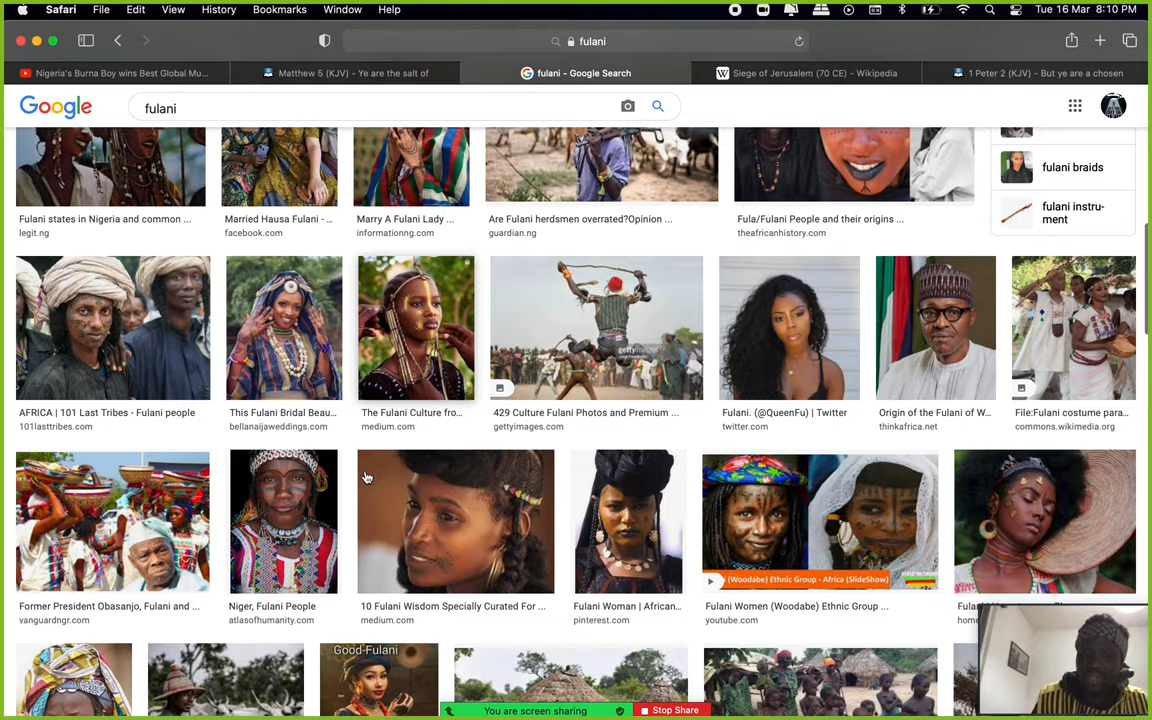 Safari File Edit View History Bookmarks Window Help Tue 16 Mar 8:10 PM
fulani
Nigeria's Burna Boy wins Best Global Mu... Matthew 5 (KJV) - Ye are the salt of fulani - Google Search Siege of Jerusalem (70 CE) - Wikipedia 1 Peter 2 (KJV) - But ye are a chosen
Google fulani
fulani braids
fulani instru-
ment
Fulani states in Nigeria and common ... Married Hausa Fulani - ... Marry A Fulani Lady ... Are Fulani herdsmen overrated?Opinion ... Fula/Fulani People and their origins ...
legit.ng facebook.com informationng.com guardian.ng theafricanhistory.com
gettyimages
AFRICA | 101 Last Tribes - Fulani people This Fulani Bridal Beau... The Fulani Culture fro... 429 Culture Fulani Photos and Premium ... Fulani. (@QueenFu) | Twitter Origin of the Fulani of W... File:Fulani costume para...
101lasttribes.com bellanaijaweddings.com medium.com gettyimages.com twitter.com thinkafrica.net commons.wikimedia.org
(Woodabe) Ethnic Group - Africa (SlideShow)
Former President Obasanjo, Fulani and ... Niger, Fulani People 10 Fulani Wisdom Specially Curated For ... Fulani Woman | African... Fulani Women (Woodabe) Ethnic Group ...
vanguardngr.com atlasofhumanity.com medium.com pinterest.com youtube.com
Good-Fulani
You are screen sharing Stop Share